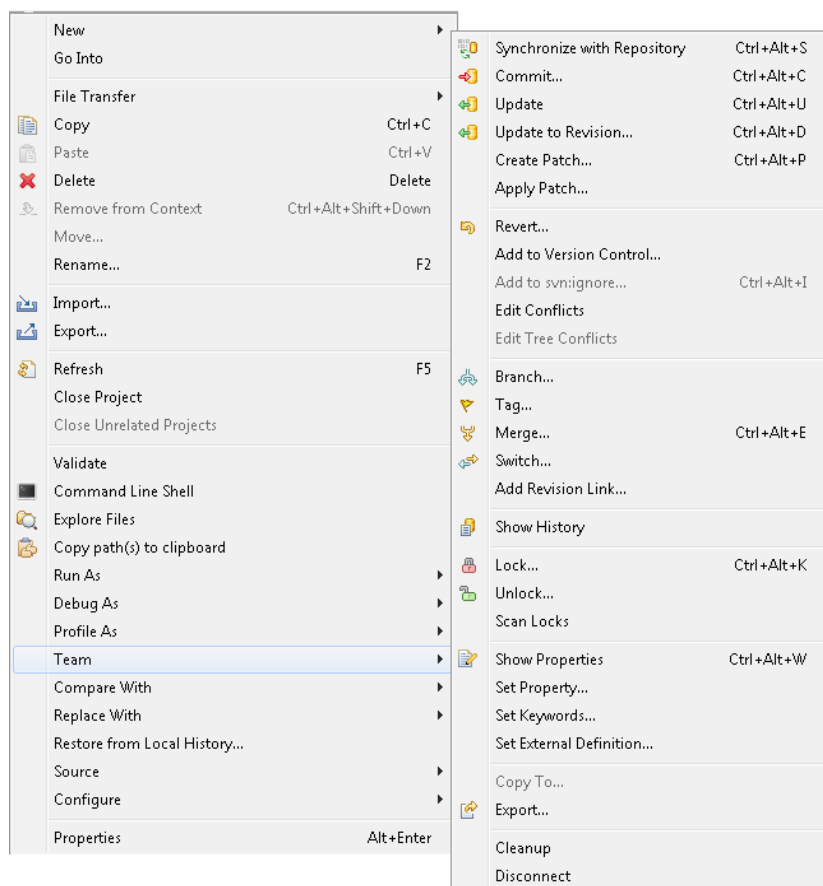 New
Go Into
File Transfer
Copy Ctrl+C
Paste Ctrl+V
Delete Delete
Remove from Context Ctrl+Alt+Shift+Down
Move...
Rename... F2
Import...
Export...
Refresh F5
Close Project
Close Unrelated Projects
Validate
Command Line Shell
Explore Files
Copy path(s) to clipboard
Run As
Debug As
Profile As
Team
Compare With
Replace With
Restore from Local History...
Source
Configure
Properties Alt+Enter
Synchronize with Repository Ctrl+Alt+S
Commit... Ctrl+Alt+C
Update Ctrl+Alt+U
Update to Revision... Ctrl+Alt+D
Create Patch... Ctrl+Alt+P
Apply Patch...
Revert...
Add to Version Control...
Add to svn:ignore... Ctrl+Alt+I
Edit Conflicts
Edit Tree Conflicts
Branch...
Tag...
Merge... Ctrl+Alt+E
Switch...
Add Revision Link...
Show History
Lock... Ctrl+Alt+K
Unlock...
Scan Locks
Show Properties Ctrl+Alt+W
Set Property...
Set Keywords...
Set External Definition...
Copy To...
Export...
Cleanup
Disconnect